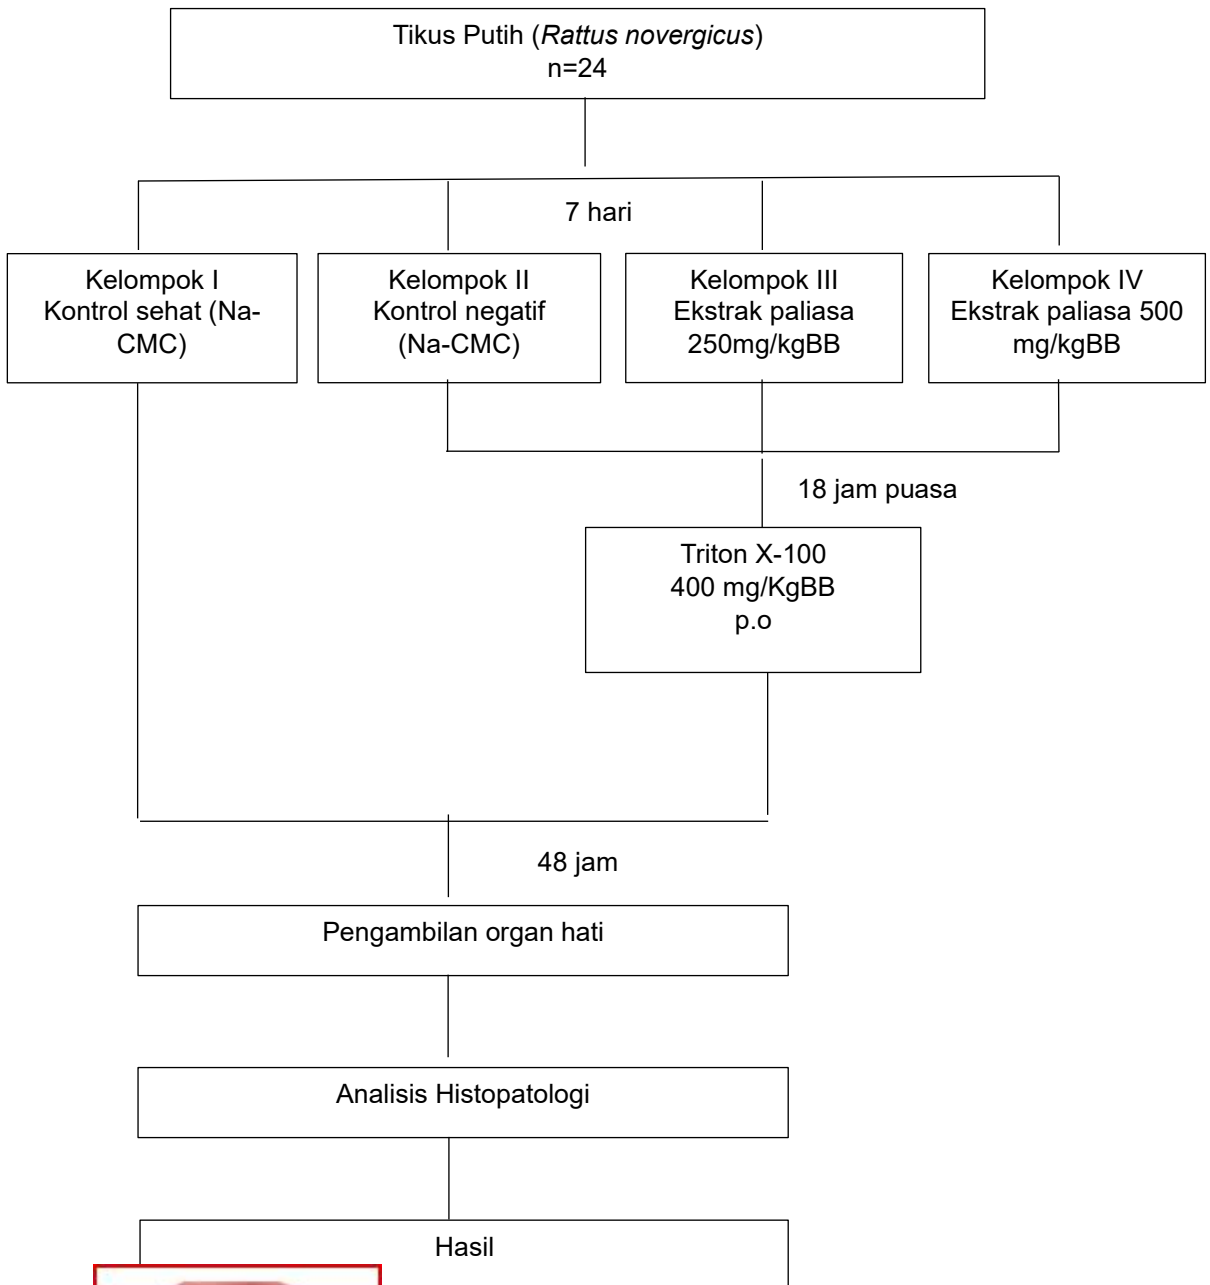 Tikus Putih (Rattus novergicus)
n=24
7 hari
Kelompok I
Kontrol sehat (Na-
CMC)
Kelompok II
Kontrol negatif
(Na-CMC)
Kelompok III
Ekstrak paliasa
250mg/kgBB
Kelompok IV
Ekstrak paliasa 500
mg/kgBB
18 jam puasa
Triton X-100
400 mg/KgBB
p.o
48 jam
Pengambilan organ hati
Analisis Histopatologi
Hasil